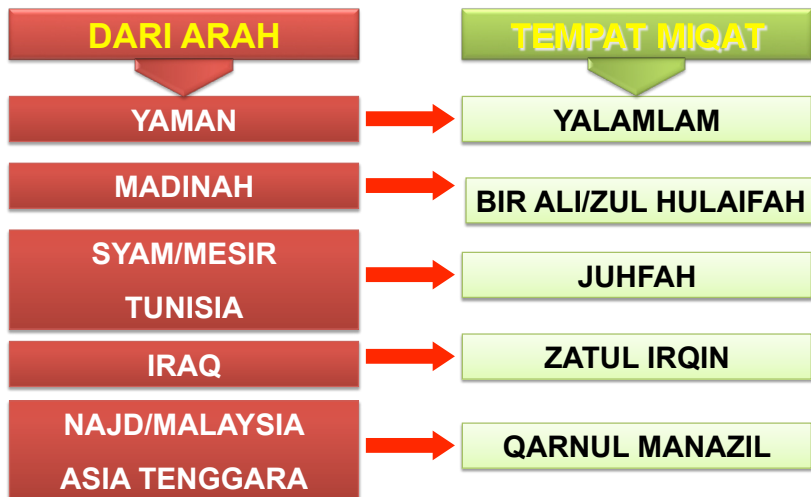 DARI ARAH
TEMPAT MIQAT
YAMAN
YALAMLAM
MADINAH
BIR ALI/ZUL HULAIFAH
SYAM/MESIR
TUNISIA
JUHFAH
IRAQ
ZATUL IRQIN
NAJD/MALAYSIA
ASIA TENGGARA
QARNUL MANAZIL